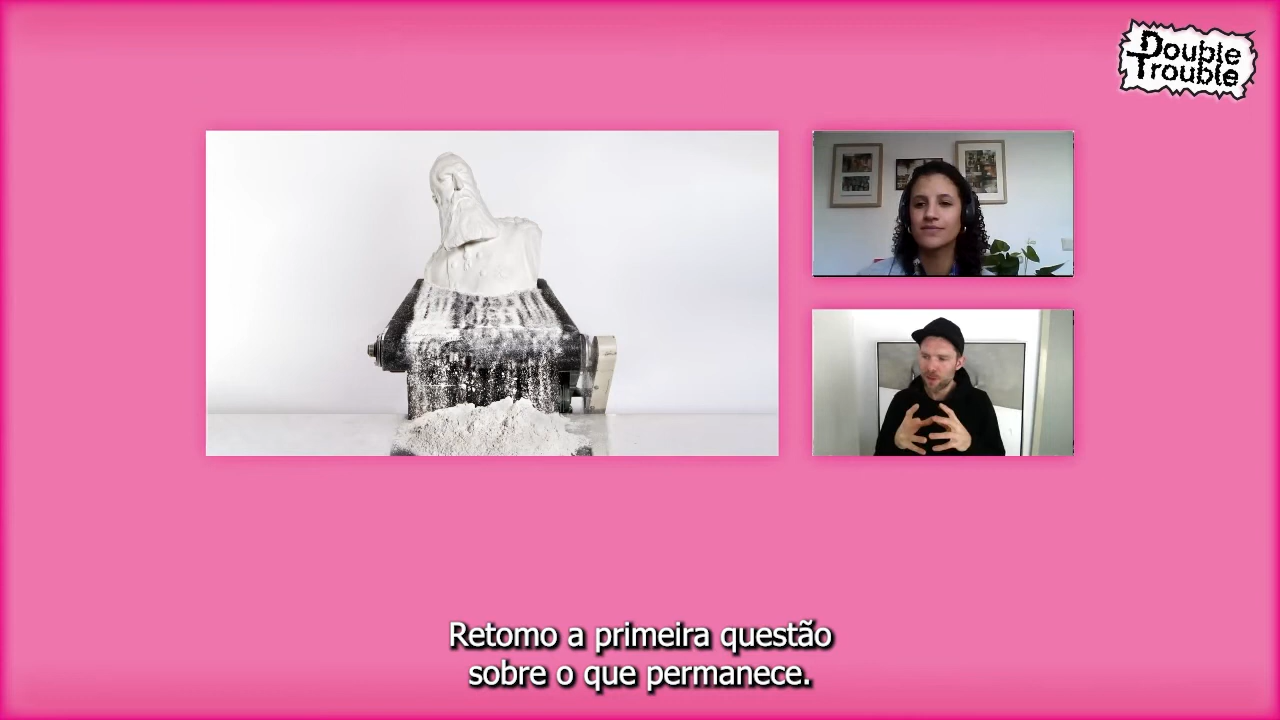 Double
Trouble
Retomo a primeira questão
sobre o que permanece.